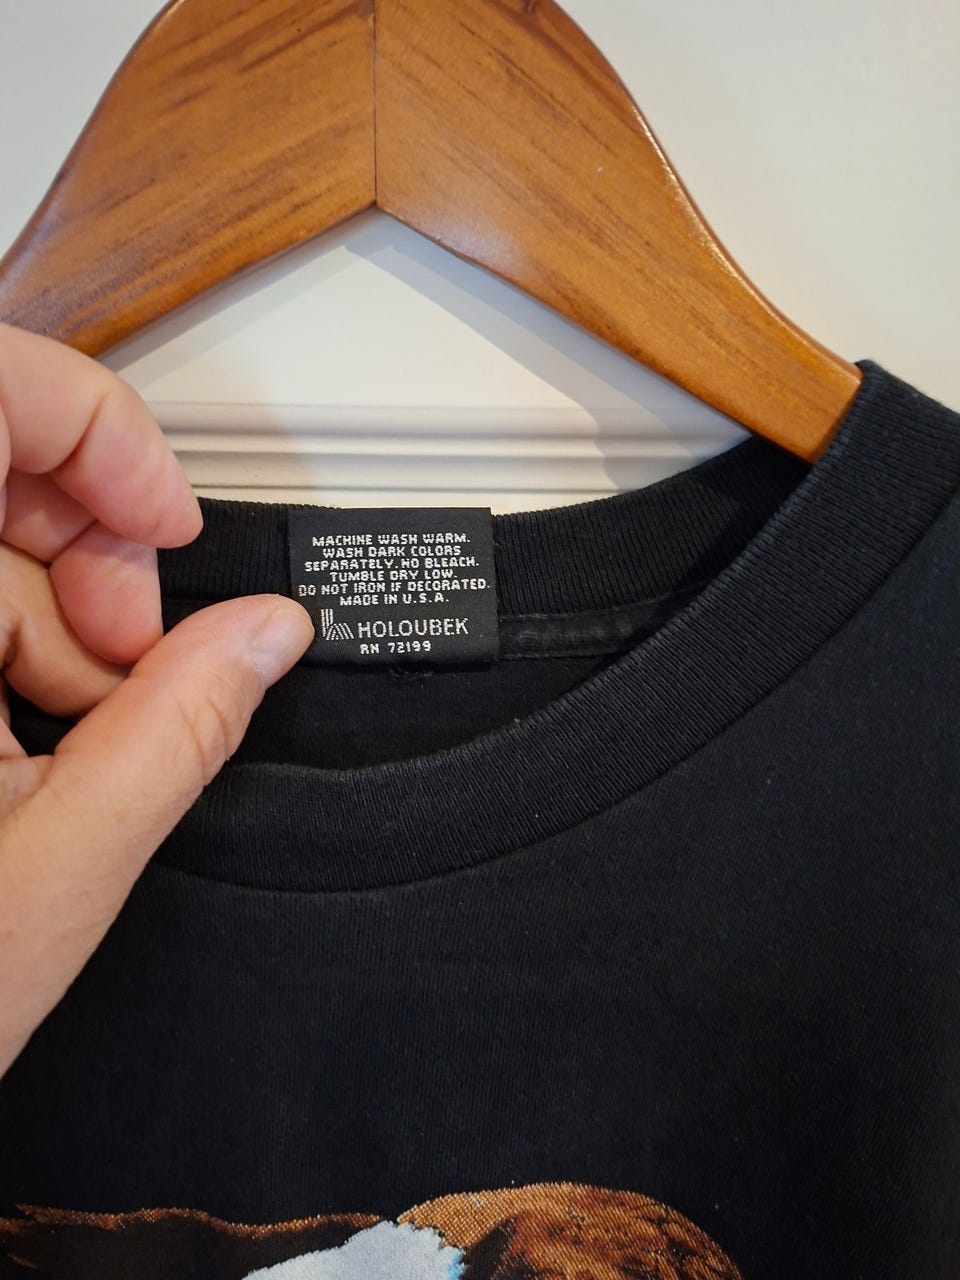 MACHINE WASH WARM.
WASH DARK COLORS
SEPARATELY. NO BLEACH.
TUMBLE DRY LOW.
DO NOT IRON IF DECORATED.
MADE IN U.S.A.
HOLOUBEK
RN 72199